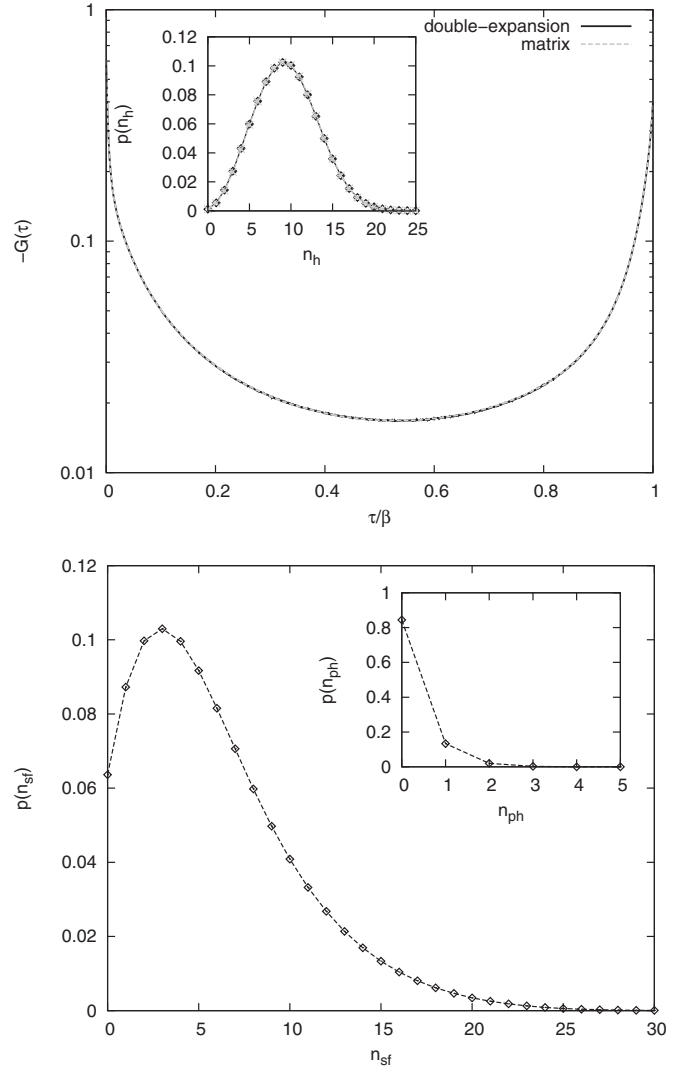 1
0.1
0.01
-G(τ)
double-expansion
matrix
0.12
0.1
0.08
0.06
0.04
0.02
0
p(n_h)
0 5 10 15 20 25
n_h
0 0.2 0.4 0.6 0.8 1
τ/β
0.12
0.1
0.08
0.06
0.04
0.02
0
p(n_sf)
1
0.8
0.6
0.4
0.2
0
p(n_ph)
0 1 2 3 4 5
n_ph
0 5 10 15 20 25 30
n_sf